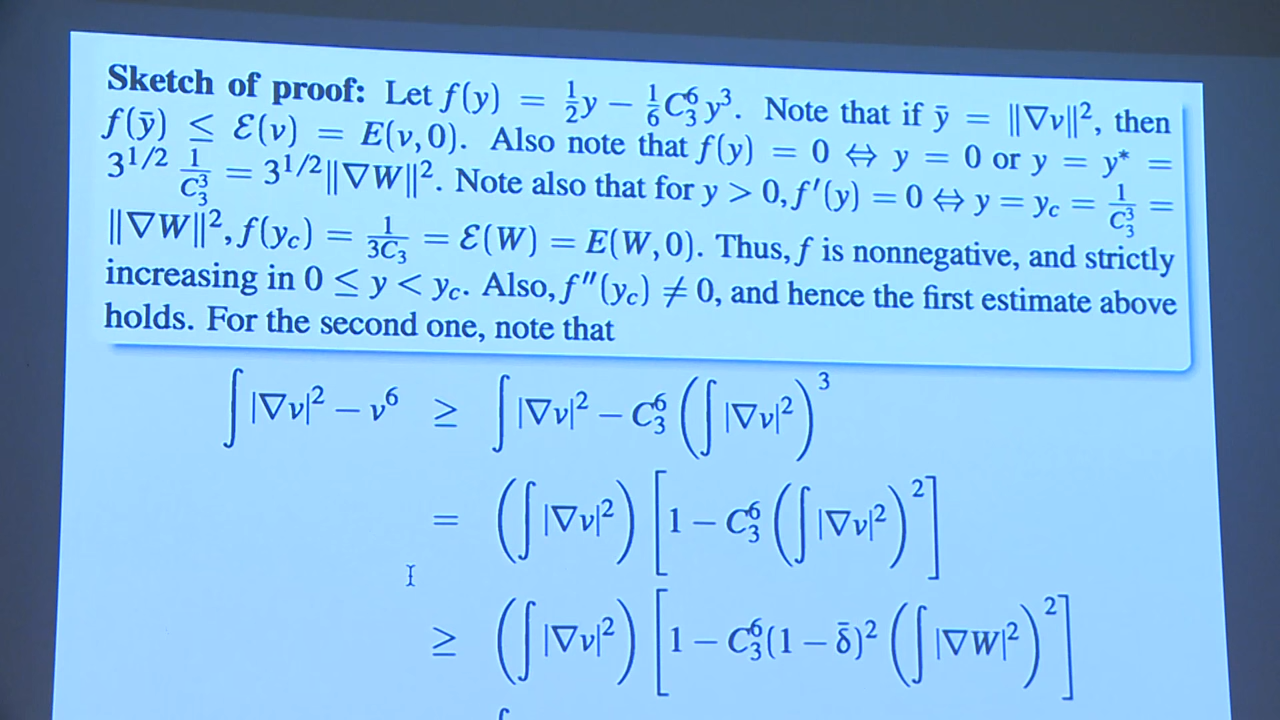 Sketch of proof: Let f(y) = 1/2 y − 1/6 C₃⁶ y³. Note that if ȳ = ‖∇v‖², then
f(ȳ) ≤ ℰ(v) = E(v, 0). Also note that f(y) = 0 ⇔ y = 0 or y = y* =
3^{1/2} 1/C₃³ = 3^{1/2}‖∇W‖². Note also that for y > 0, f′(y) = 0 ⇔ y = y_c = 1/C₃³ =
‖∇W‖², f(y_c) = 1/3C₃ = ℰ(W) = E(W, 0). Thus, f is nonnegative, and strictly
increasing in 0 ≤ y < y_c. Also, f″(y_c) ≠ 0, and hence the first estimate above
holds. For the second one, note that
∫ |∇v|² − v⁶ ≥ ∫ |∇v|² − C₃⁶ (∫ |∇v|²)³
= (∫ |∇v|²) [1 − C₃⁶ (∫ |∇v|²)²]
≥ (∫ |∇v|²) [1 − C₃⁶(1 − δ̄)² (∫ |∇W|²)²]